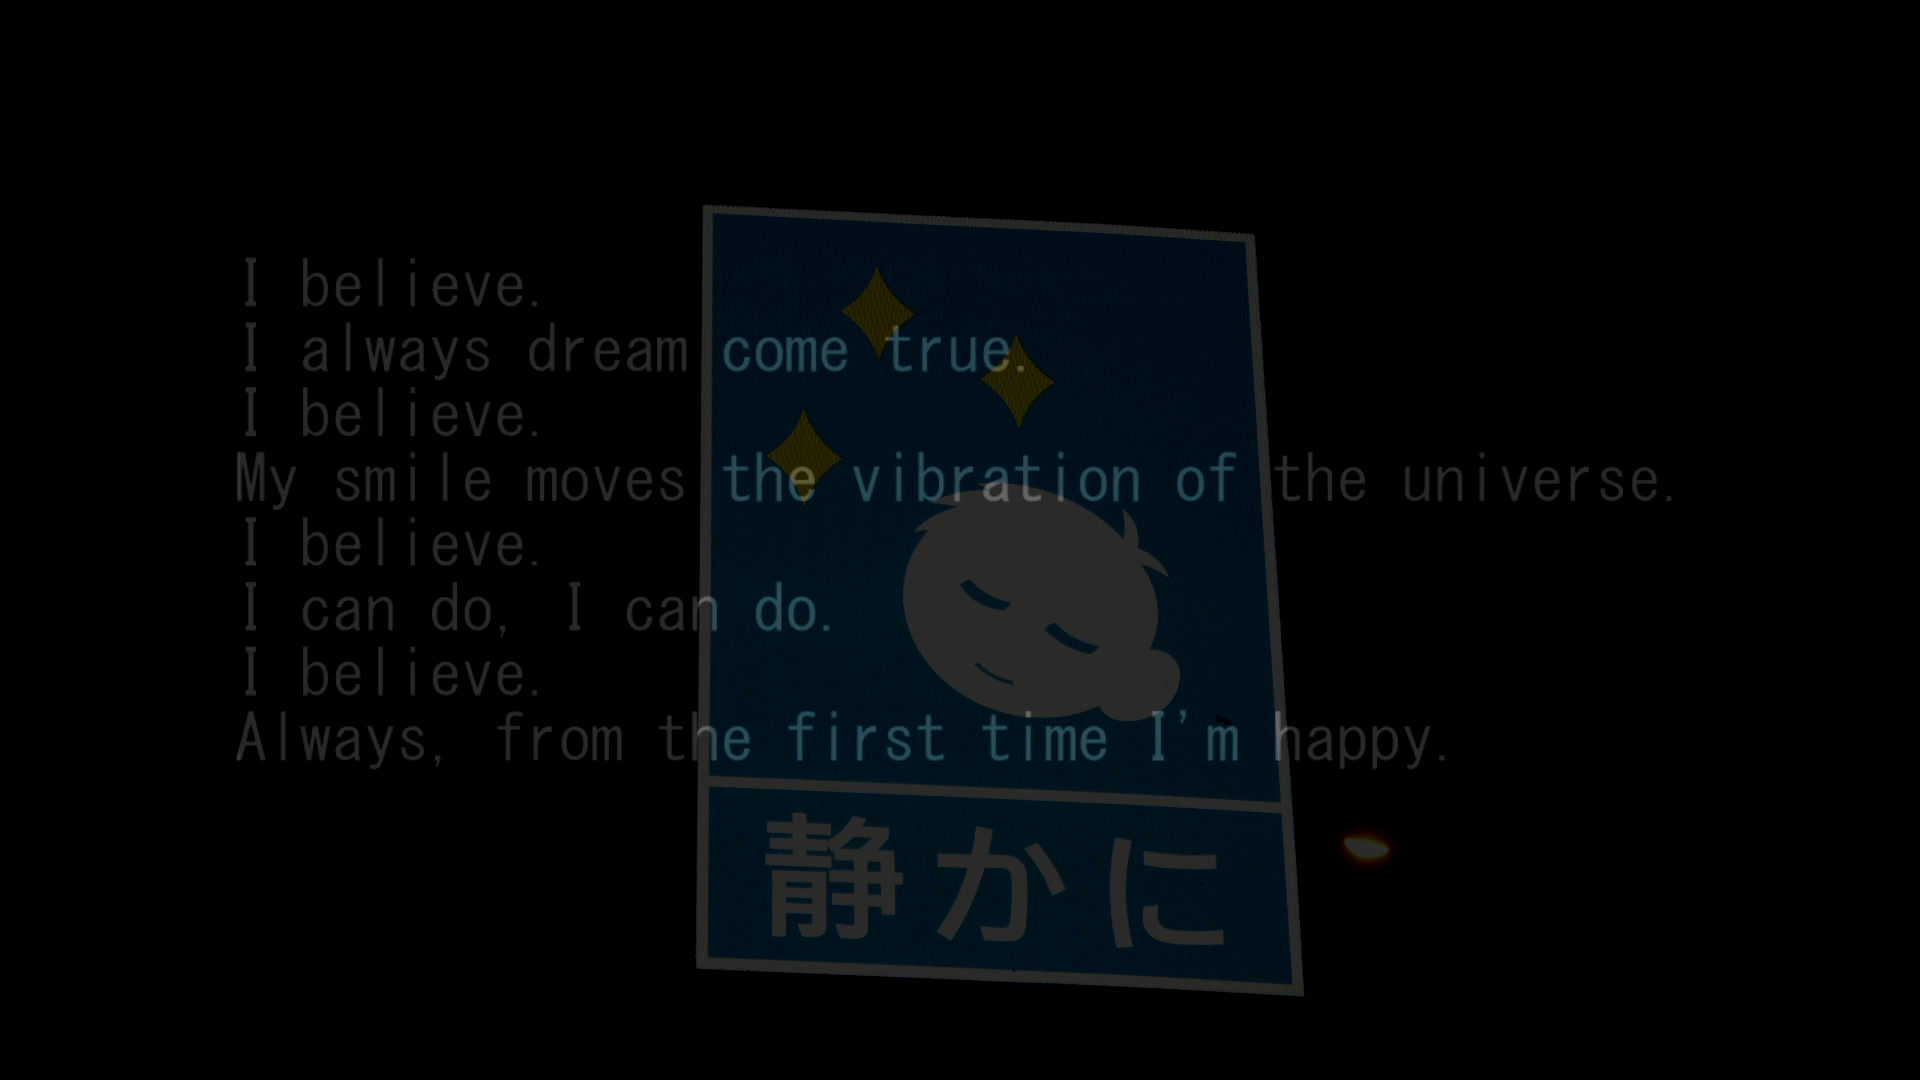 I believe.
I always dream come true.
I believe.
My smile moves the vibration of the universe.
I believe.
I can do, I can do.
I believe.
Always, from the first time I'm happy.
静かに